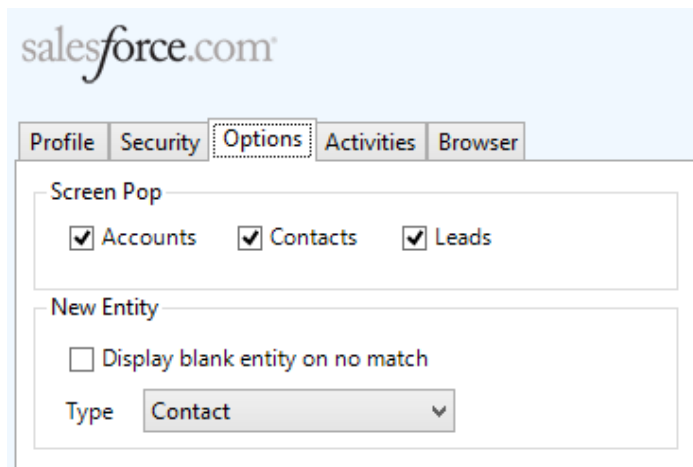 salesforce.com
Profile Security Options Activities Browser
Screen Pop
Accounts Contacts Leads
New Entity
Display blank entity on no match
Type Contact